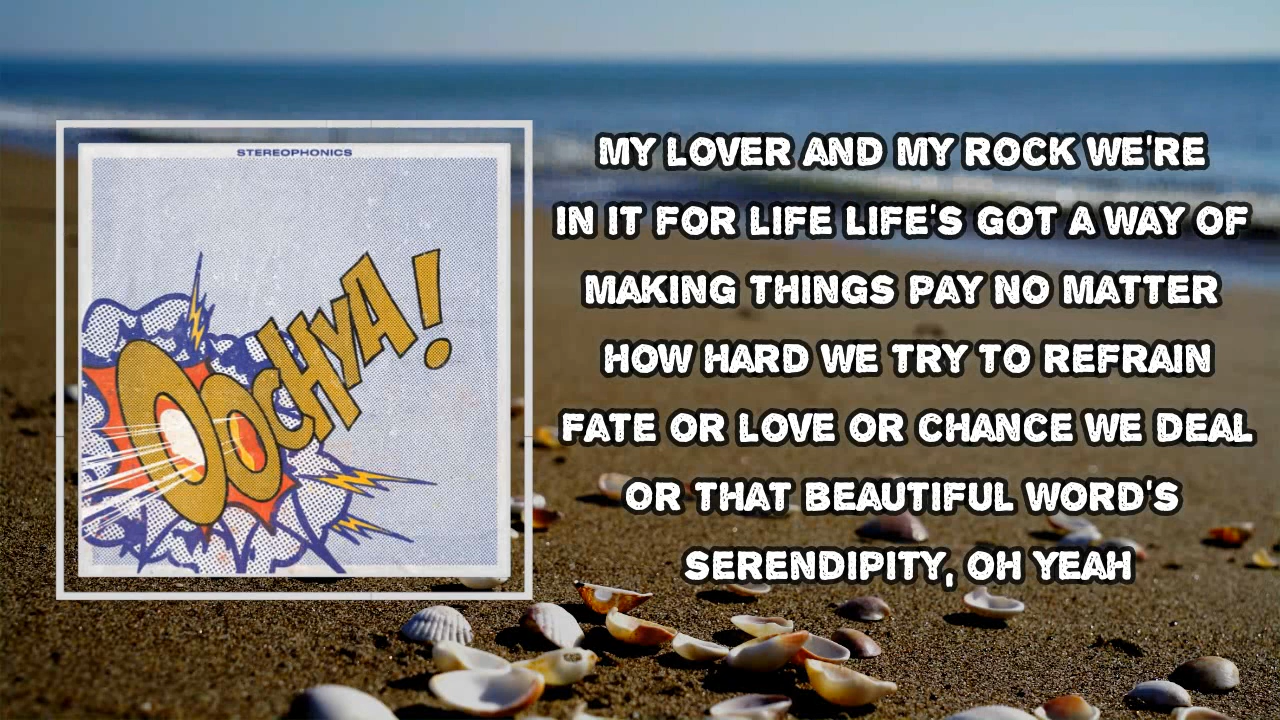 STEREOPHONICS
OOCHYA!
MY LOVER AND MY ROCK WE'RE
IN IT FOR LIFE LIFE'S GOT A WAY OF
MAKING THINGS PAY NO MATTER
HOW HARD WE TRY TO REFRAIN
FATE OR LOVE OR CHANCE WE DEAL
OR THAT BEAUTIFUL WORD'S
SERENDIPITY, OH YEAH